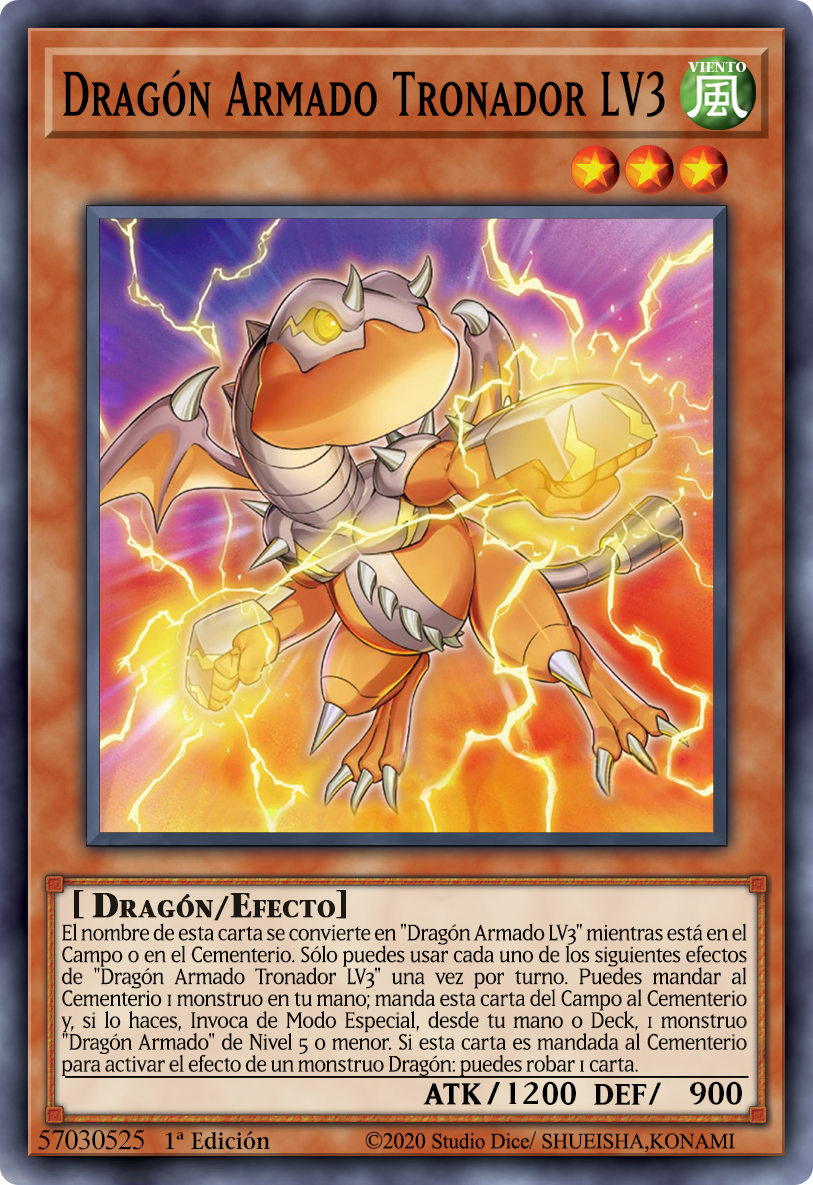 Dragón Armado Tronador LV3
VIENTO
風
[ Dragón/Efecto]
El nombre de esta carta se convierte en "Dragón Armado LV3" mientras está en el
Campo o en el Cementerio. Sólo puedes usar cada uno de los siguientes efectos
de "Dragón Armado Tronador LV3" una vez por turno. Puedes mandar al
Cementerio 1 monstruo en tu mano; manda esta carta del Campo al Cementerio
y, si lo haces, Invoca de Modo Especial, desde tu mano o Deck, 1 monstruo
"Dragón Armado" de Nivel 5 o menor. Si esta carta es mandada al Cementerio
para activar el efecto de un monstruo Dragón: puedes robar 1 carta.
ATK/1200 DEF/ 900
57030525 1ª Edición ©2020 Studio Dice/ SHUEISHA,KONAMI